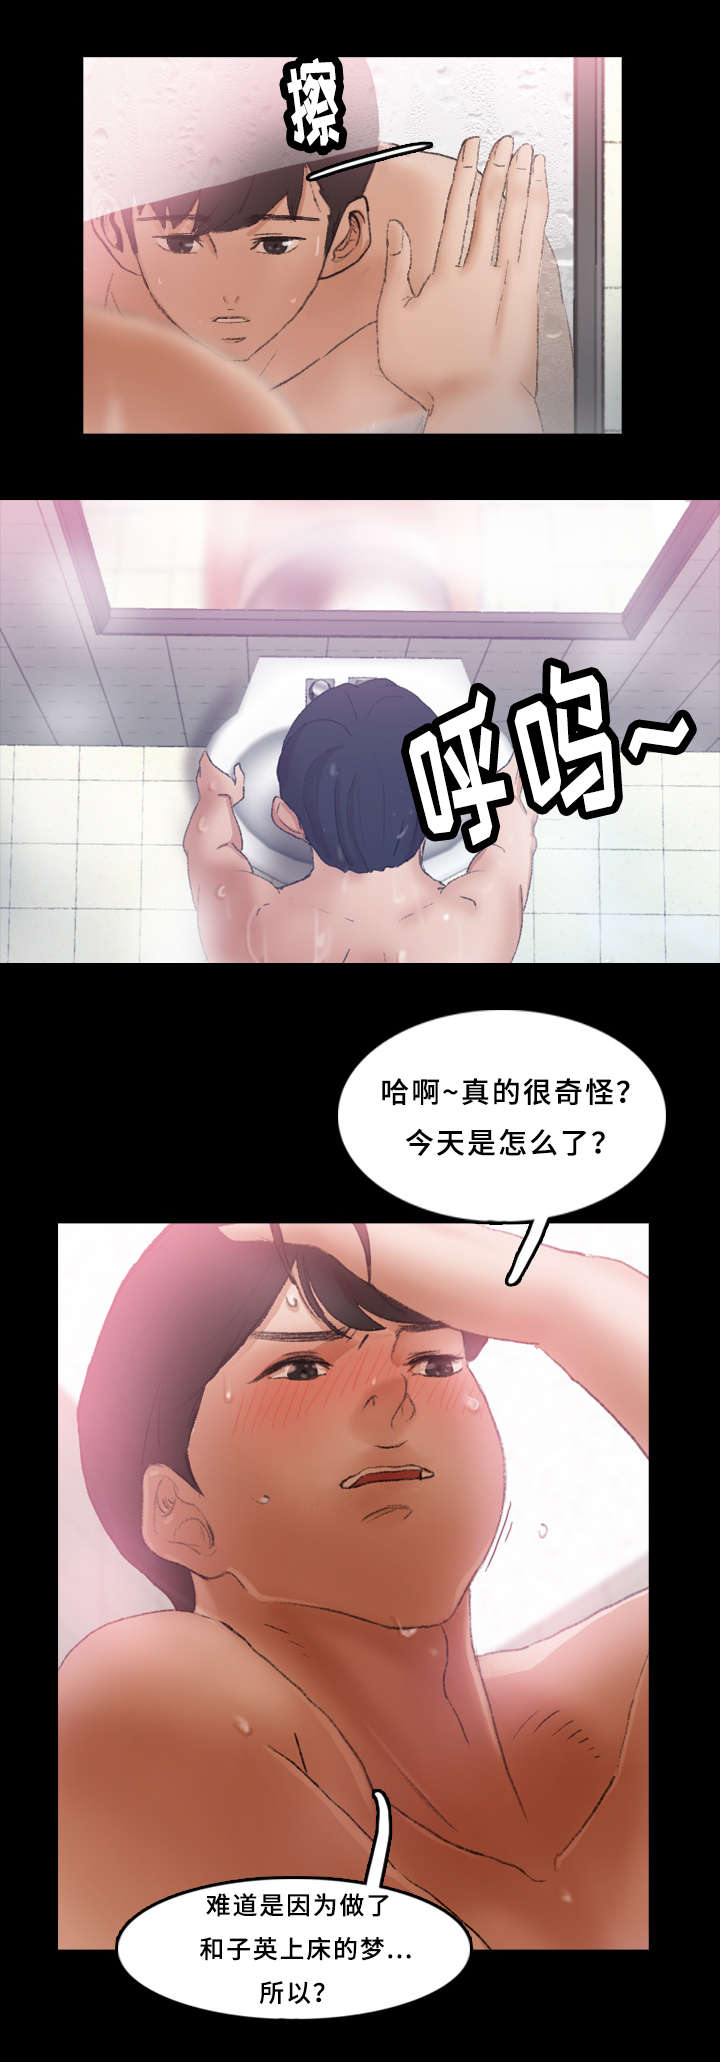 擦
呼呜~
哈啊~真的很奇怪？
今天是怎么了？
难道是因为做了
和子英上床的梦...
所以？